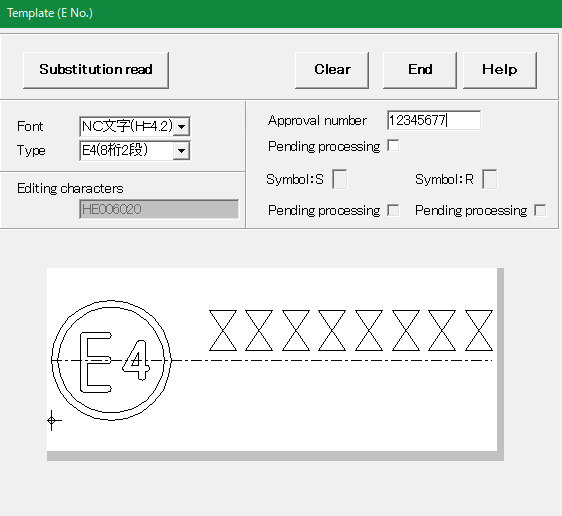 Template (E No.)
Substitution read
Clear
End
Help
Font
NC文字(H=4.2)
Type
E4(8桁2段)
Editing characters
HE006020
Approval number
12345677
Pending processing
Symbol:S
Symbol:R
Pending processing
Pending processing
E4